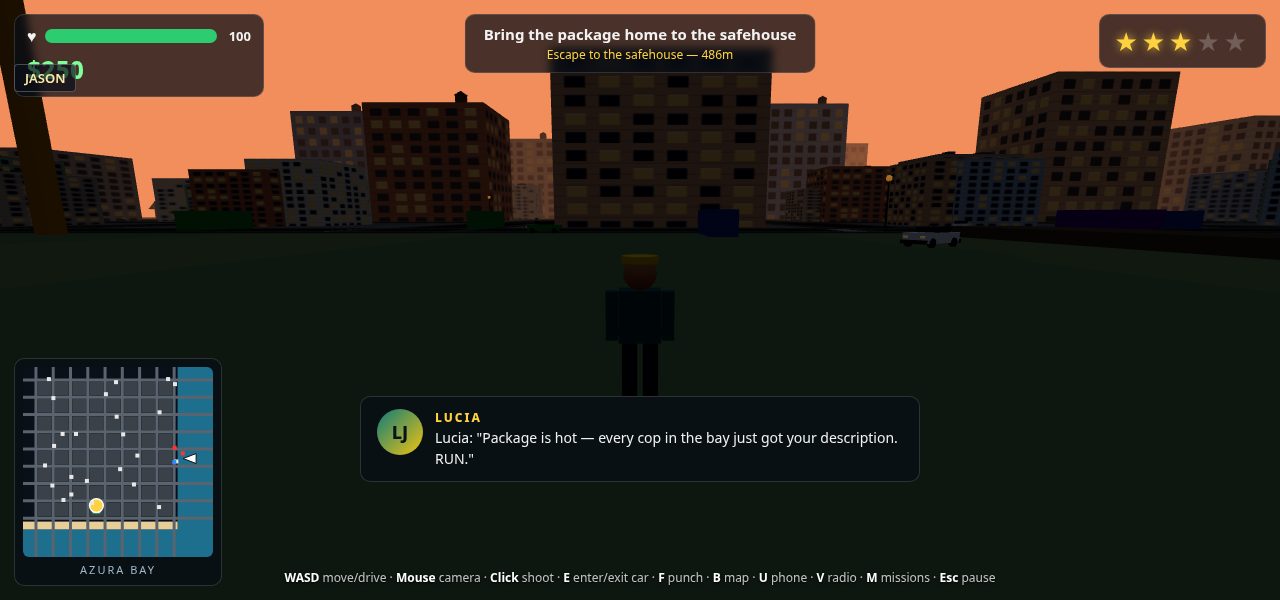 ♥ 100
$250
JASON
Bring the package home to the safehouse
Escape to the safehouse — 486m
★★★★★
LJ
LUCIA
Lucia: "Package is hot — every cop in the bay just got your description.
RUN."
AZURA BAY
WASD move/drive · Mouse camera · Click shoot · E enter/exit car · F punch · B map · U phone · V radio · M missions · Esc pause